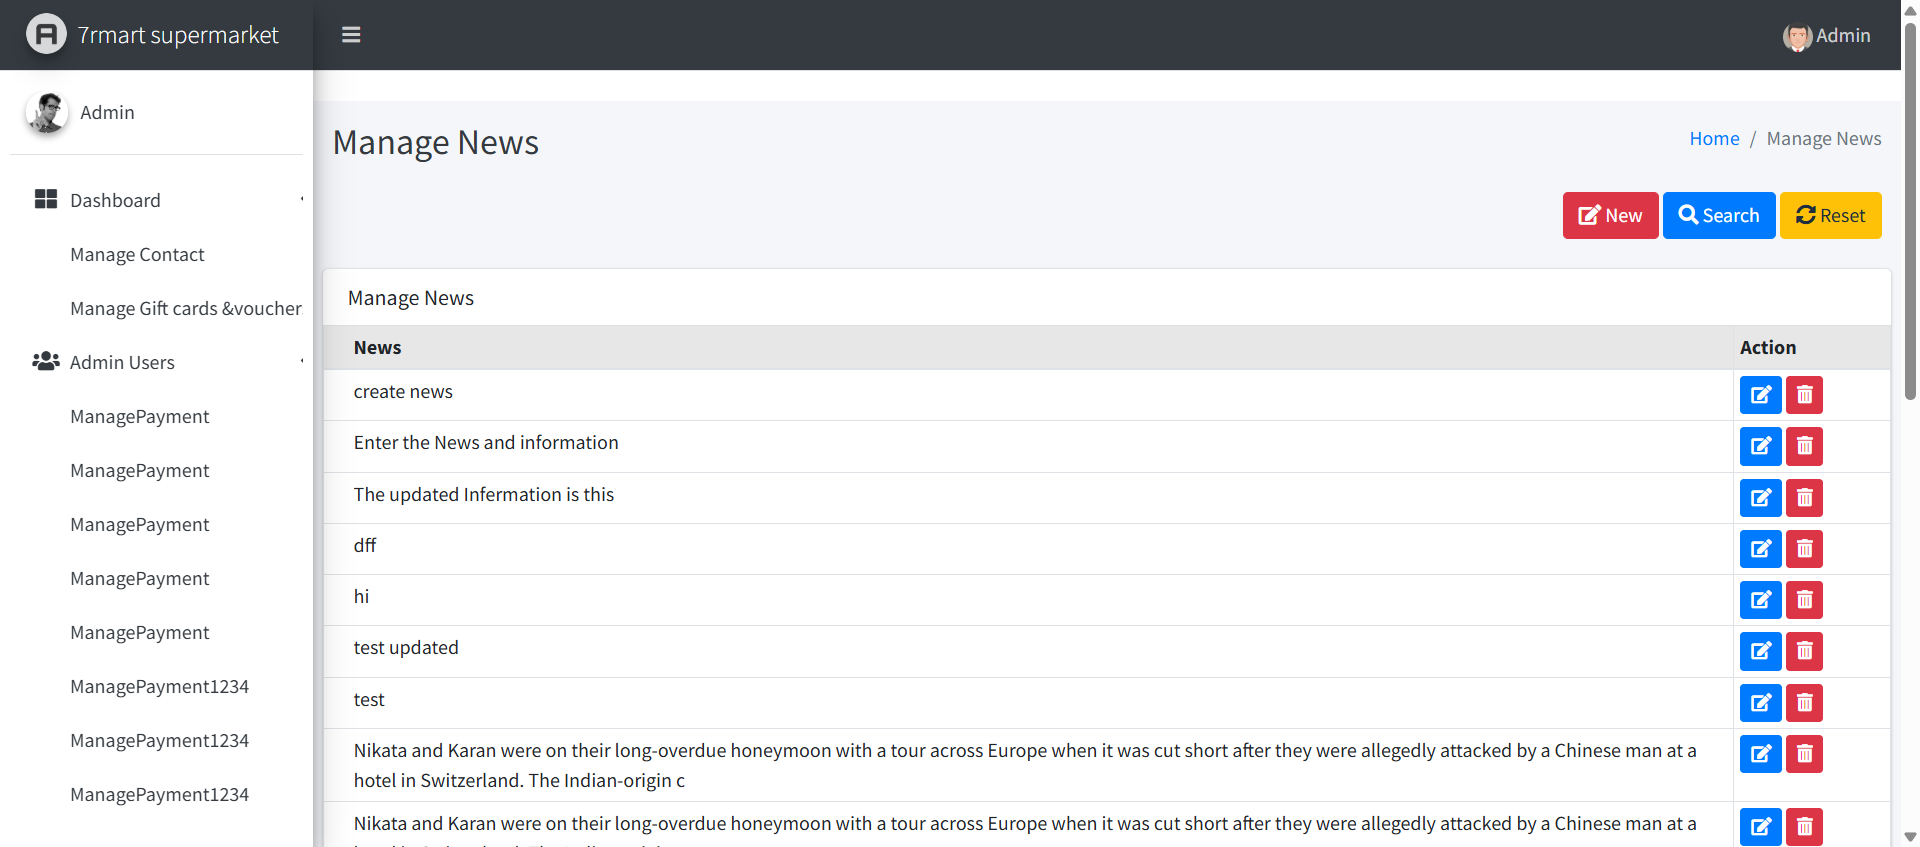 7rmart supermarket
Admin
Admin
Manage News
Home / Manage News
Dashboard
Manage Contact
Manage Gift cards &voucher
Admin Users
ManagePayment
ManagePayment
ManagePayment
ManagePayment
ManagePayment
ManagePayment1234
ManagePayment1234
ManagePayment1234
New
Search
Reset
Manage News
News
Action
create news
Enter the News and information
The updated Infermation is this
dff
hi
test updated
test
Nikata and Karan were on their long-overdue honeymoon with a tour across Europe when it was cut short after they were allegedly attacked by a Chinese man at a
hotel in Switzerland. The Indian-origin c
Nikata and Karan were on their long-overdue honeymoon with a tour across Europe when it was cut short after they were allegedly attacked by a Chinese man at a